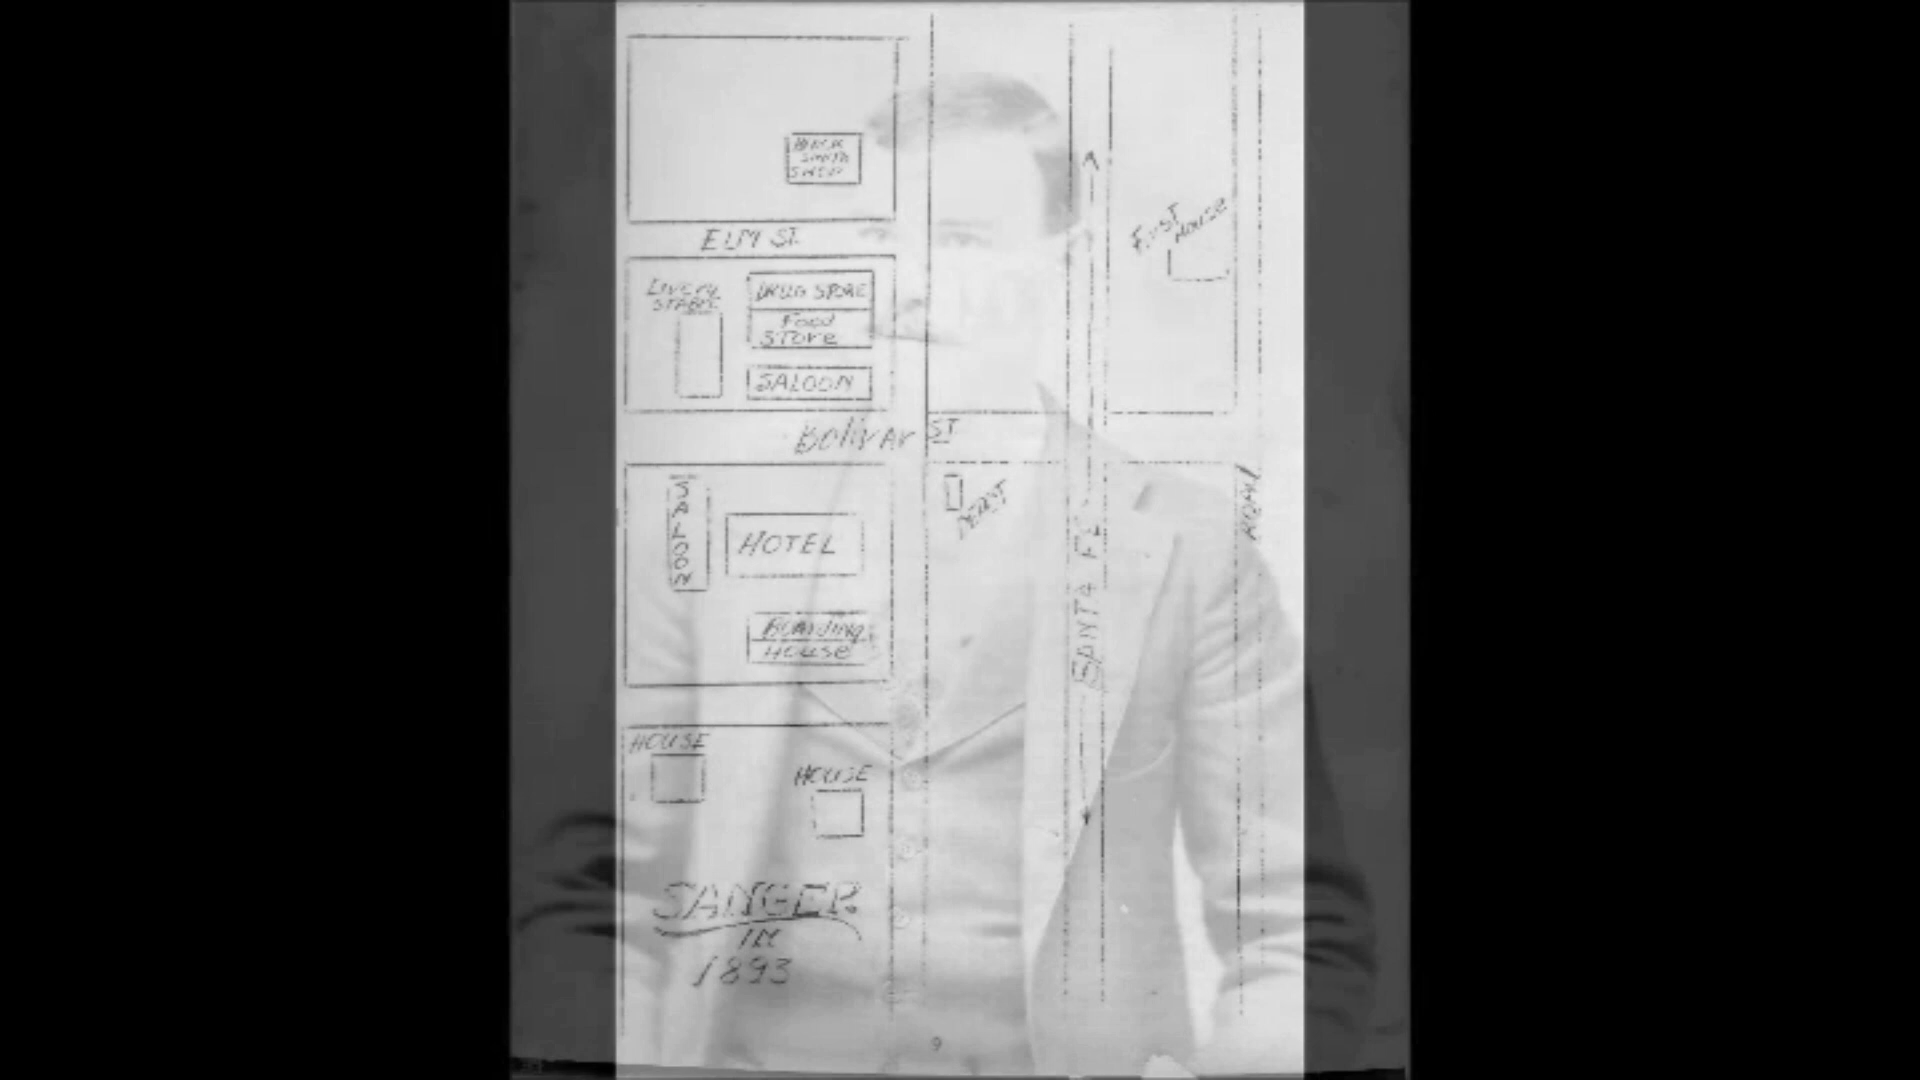 BLACK
SMITH
SHOP
ELM ST.
FIRST
HOUSE
LIVERY
STABLE
DRUG STORE
Food
STORE
SALOON
Bolivar ST.
SALOON
HOTEL
DEPOT
ROAD
SANTA FE
Boarding
House
HOUSE
HOUSE
SANGER
IN
1893
9